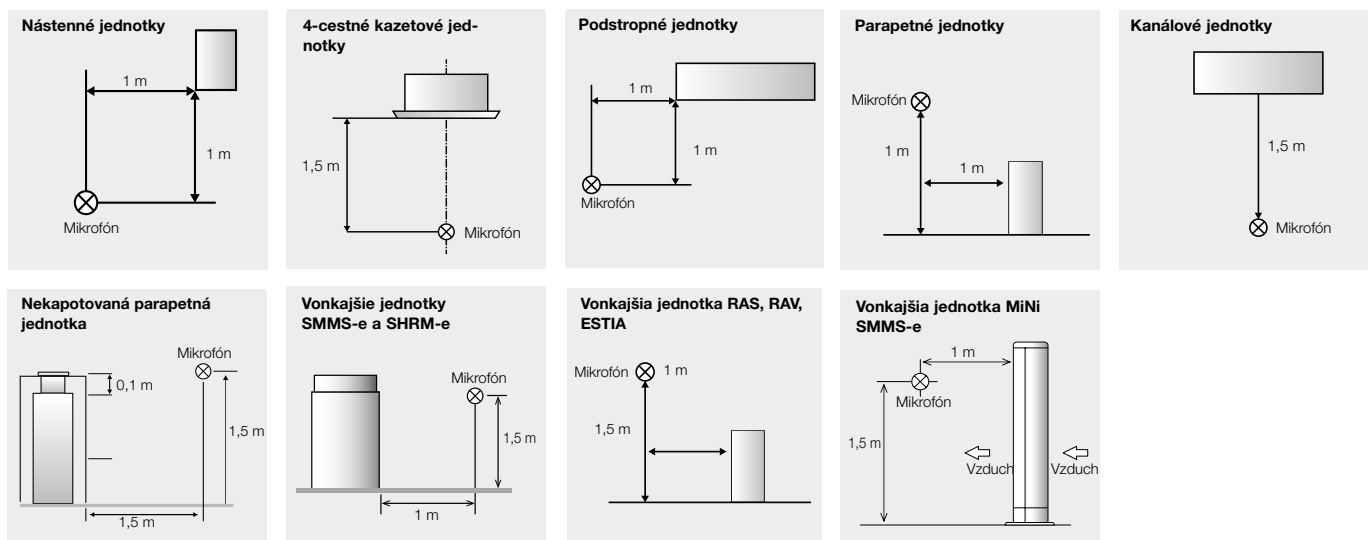 Nástenné jednotky
1 m
1 m
Mikrofón
4-cestné kazetové jed-
notky
1,5 m
Mikrofón
Podstropné jednotky
1 m
1 m
Mikrofón
Parapetné jednotky
Mikrofón
1 m
1 m
Kanálové jednotky
1,5 m
Mikrofón
Nekapotovaná parapetná
jednotka
Mikrofón
0,1 m
1,5 m
1,5 m
Vonkajšie jednotky
SMMS-e a SHRM-e
Mikrofón
1,5 m
1 m
Vonkajšia jednotka RAS, RAV,
ESTIA
Mikrofón 1 m
1,5 m
Vonkajšia jednotka MiNi
SMMS-e
1 m
Mikrofón
1,5 m
Vzduch
Vzduch